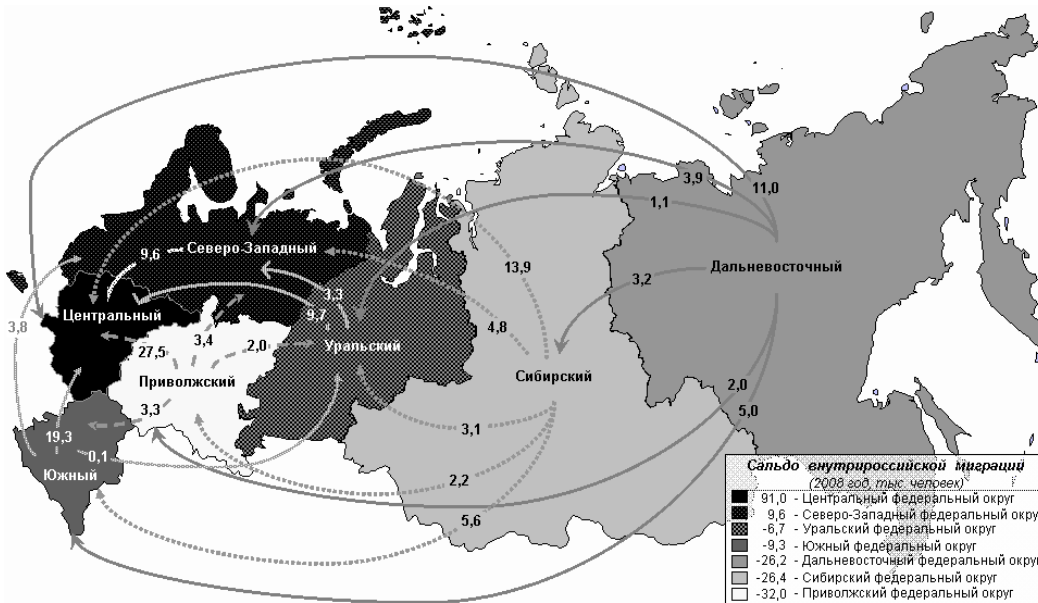 3,9
11,0
1,1
9,6
Северо-Западный
13,9
3,2
Дальневосточный
3,3
3,8
Центральный
9,7
4,8
27,5
3,4
2,0
Уральский
Приволжский
Сибирский
3,3
2,0
5,0
19,3
0,1
3,1
Южный
2,2
5,6
Сальдо внутрироссийской миграций
(2008 год, тыс. человек)
91,0 - Центральный федеральный округ
9,6 - Северо-Западный федеральный окру
-6,7 - Уральский федеральный округ
-9,3 - Южный федеральный округ
-26,2 - Дальневосточный федеральный окру
-26,4 - Сибирский федеральный округ
-32,0 - Приволжский федеральный округ